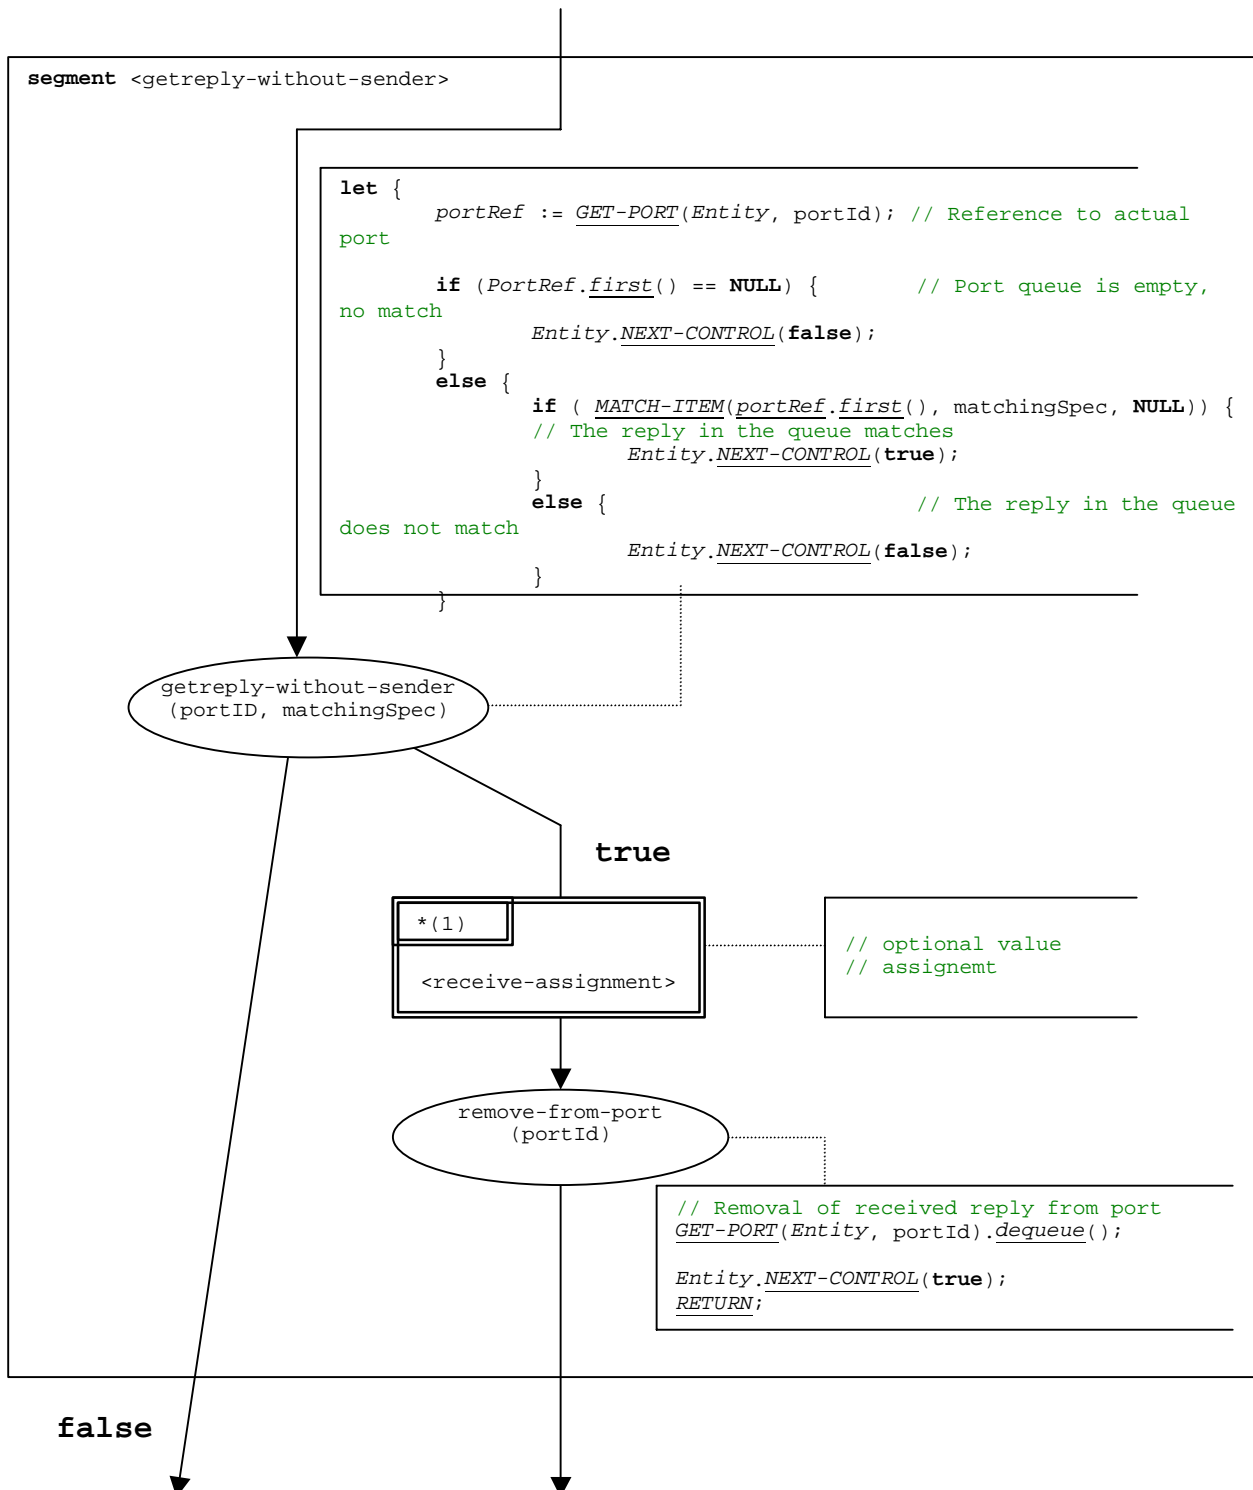 segment <getreply-without-sender>
let {
portRef := GET-PORT(Entity, portId); // Reference to actual
port
if (PortRef.first() == NULL) { // Port queue is empty,
no match
Entity.NEXT-CONTROL(false);
}
else {
if ( MATCH-ITEM(portRef.first(), matchingSpec, NULL)) {
// The reply in the queue matches
Entity.NEXT-CONTROL(true);
}
else { // The reply in the queue
does not match
Entity.NEXT-CONTROL(false);
}
}
getreply-without-sender
(portID, matchingSpec)
true
*(1)
<receive-assignment>
// optional value
// assignemt
remove-from-port
(portId)
// Removal of received reply from port
GET-PORT(Entity, portId).dequeue();
Entity.NEXT-CONTROL(true);
RETURN;
false